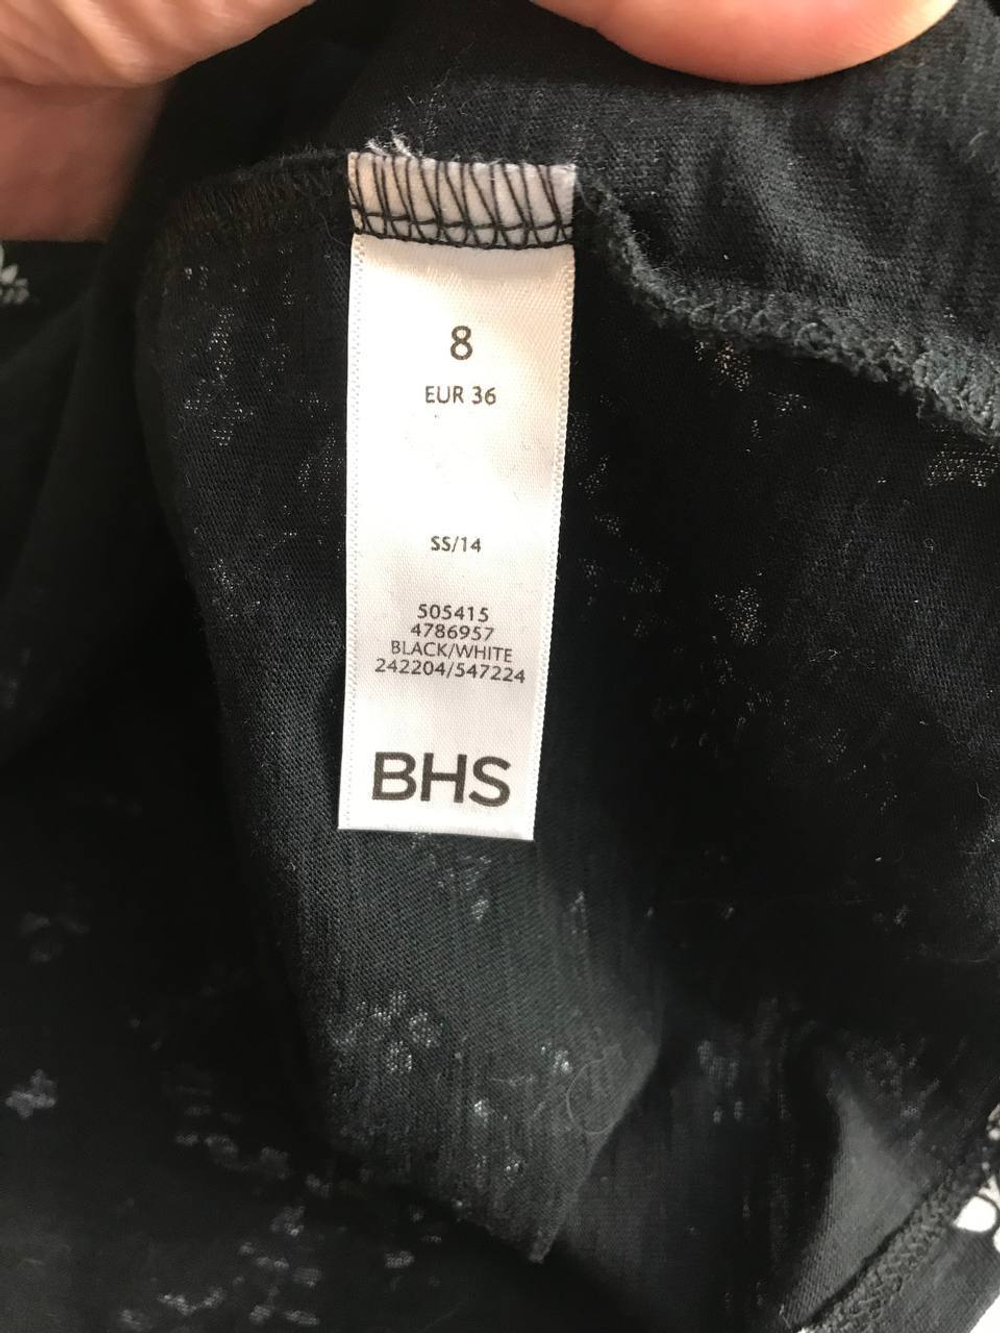 8
EUR 36
SS/14
505415
4786957
BLACK/WHITE
242204/547224
BHS